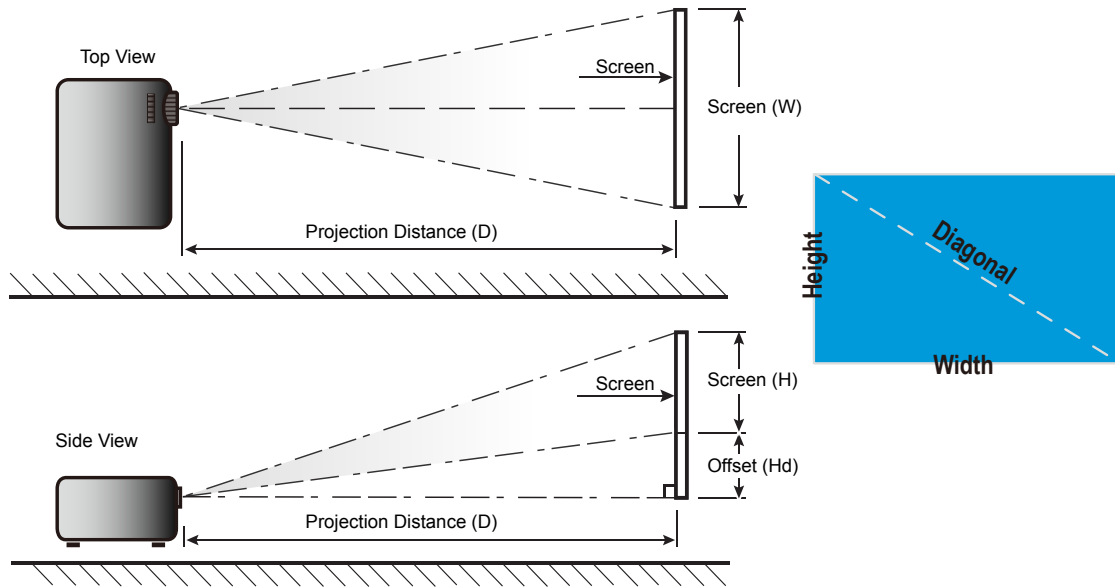 Top View
Screen
Screen (W)
Projection Distance (D)
Height
Diagonal
Width
Side View
Screen
Screen (H)
Offset (Hd)
Projection Distance (D)